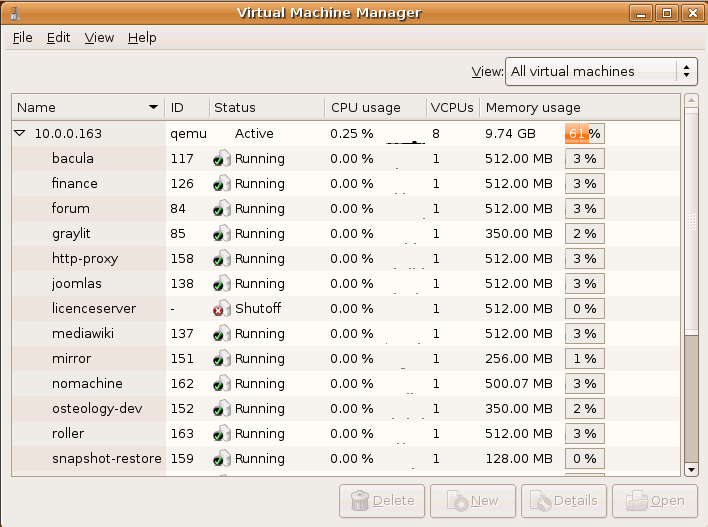 Virtual Machine Manager
File Edit View Help
View: All virtual machines
Name ID Status CPU usage VCPUs Memory usage
10.0.0.163 qemu Active 0.25 % 8 9.74 GB 61 %
bacula 117 Running 0.00 % 1 512.00 MB 3 %
finance 126 Running 0.00 % 1 512.00 MB 3 %
forum 84 Running 0.00 % 1 512.00 MB 3 %
graylit 85 Running 0.00 % 1 350.00 MB 2 %
http-proxy 158 Running 0.00 % 1 512.00 MB 3 %
joomlas 138 Running 0.00 % 1 512.00 MB 3 %
licenceserver - Shutoff 0.00 % 1 512.00 MB 0 %
mediawiki 137 Running 0.00 % 1 512.00 MB 3 %
mirror 151 Running 0.00 % 1 256.00 MB 1 %
nomachine 162 Running 0.00 % 1 500.07 MB 3 %
osteology-dev 152 Running 0.00 % 1 350.00 MB 2 %
roller 163 Running 0.00 % 1 512.00 MB 3 %
snapshot-restore 159 Running 0.00 % 1 128.00 MB 0 %
Delete New Details Open